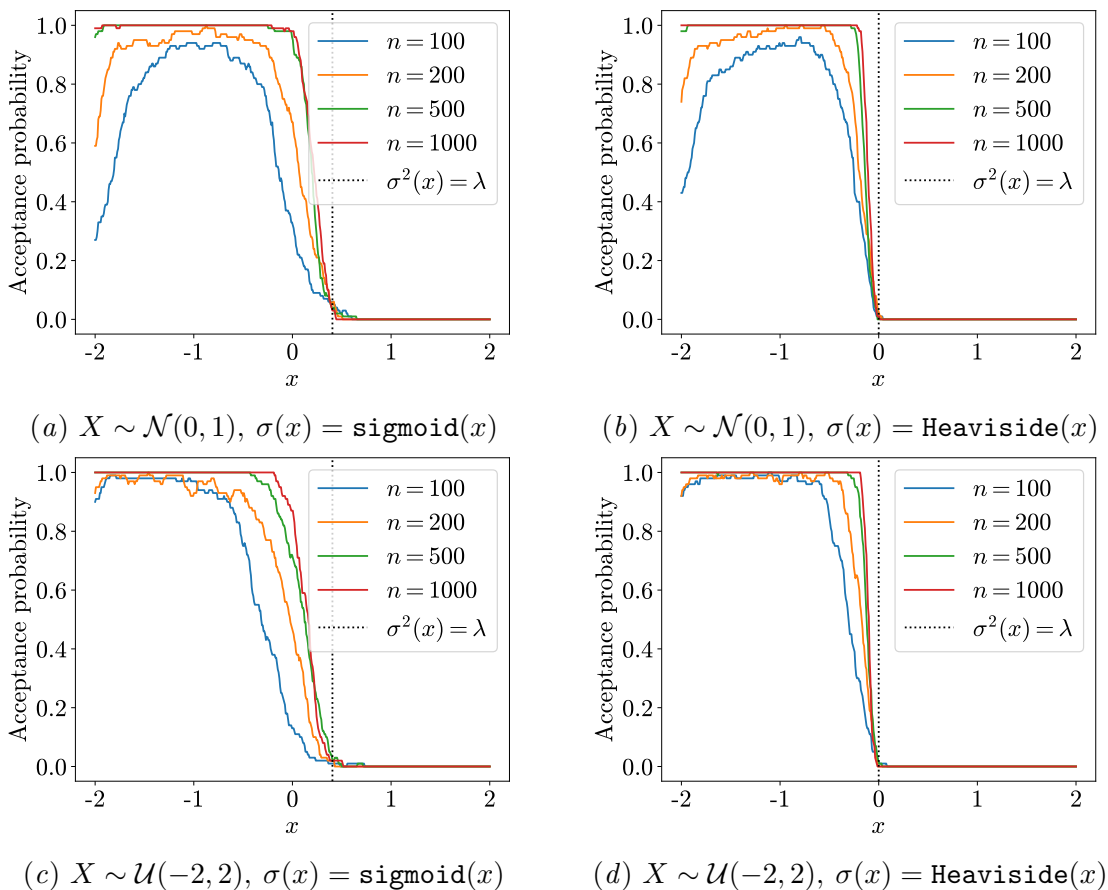 1.0
0.8
0.6
0.4
0.2
0.0
Acceptance probability
-2 -1 0 1 2
x
n = 100
n = 200
n = 500
n = 1000
σ²(x) = λ
(a) X ∼ 𝒩(0, 1), σ(x) = sigmoid(x)
1.0
0.8
0.6
0.4
0.2
0.0
Acceptance probability
-2 -1 0 1 2
x
n = 100
n = 200
n = 500
n = 1000
σ²(x) = λ
(b) X ∼ 𝒩(0, 1), σ(x) = Heaviside(x)
1.0
0.8
0.6
0.4
0.2
0.0
Acceptance probability
-2 -1 0 1 2
x
n = 100
n = 200
n = 500
n = 1000
σ²(x) = λ
(c) X ∼ 𝒰(−2, 2), σ(x) = sigmoid(x)
1.0
0.8
0.6
0.4
0.2
0.0
Acceptance probability
-2 -1 0 1 2
x
n = 100
n = 200
n = 500
n = 1000
σ²(x) = λ
(d) X ∼ 𝒰(−2, 2), σ(x) = Heaviside(x)